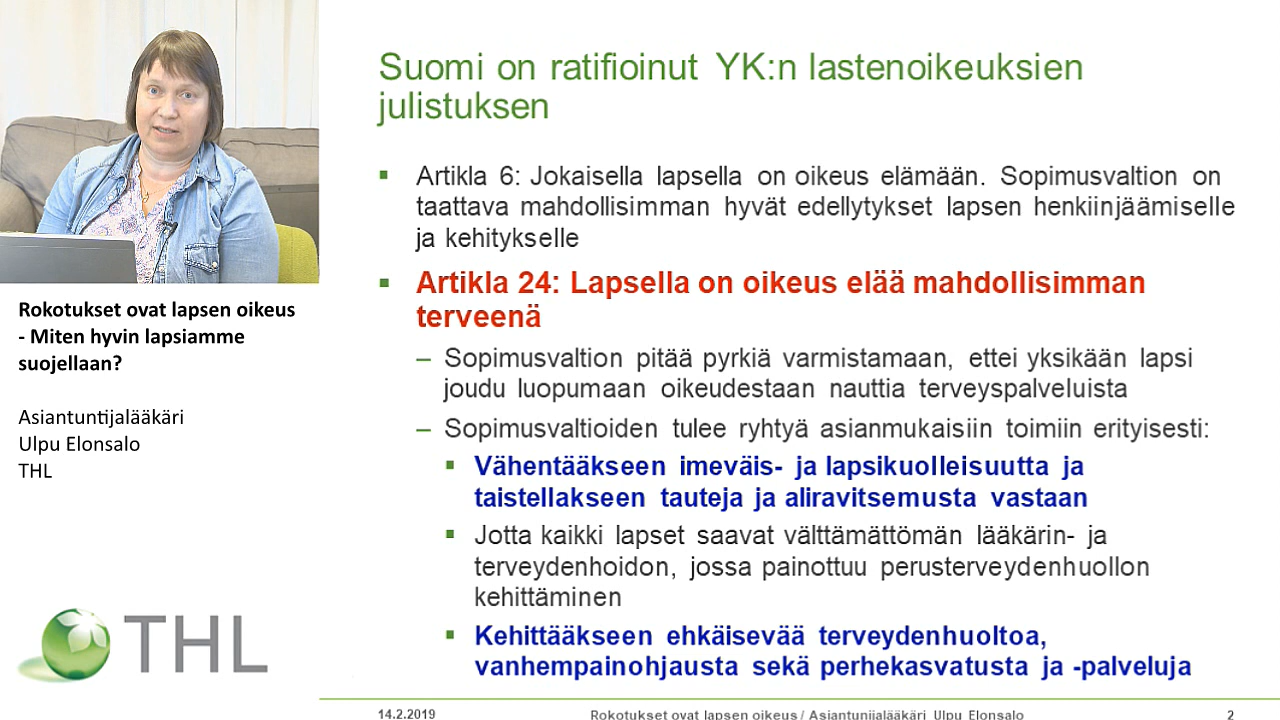 Suomi on ratifioinut YK:n lastenoikeuksien
julistuksen
Artikla 6: Jokaisella lapsella on oikeus elämään. Sopimusvaltion on
taattava mahdollisimman hyvät edellytykset lapsen henkiinjäämiselle
ja kehitykselle
Artikla 24: Lapsella on oikeus elää mahdollisimman
terveenä
– Sopimusvaltion pitää pyrkiä varmistamaan, ettei yksikään lapsi
joudu luopumaan oikeudestaan nauttia terveyspalveluista
– Sopimusvaltioiden tulee ryhtyä asianmukaisiin toimiin erityisesti:
Vähentääkseen imeväis- ja lapsikuolleisuutta ja
taistellakseen tauteja ja aliravitsemusta vastaan
Jotta kaikki lapset saavat välttämättömän lääkärin- ja
terveydenhoidon, jossa painottuu perusterveydenhuollon
kehittäminen
Kehittääkseen ehkäisevää terveydenhuoltoa,
vanhempainohjausta sekä perhekasvatusta ja -palveluja
Rokotukset ovat lapsen oikeus
- Miten hyvin lapsiamme
suojellaan?
Asiantuntijalääkäri
Ulpu Elonsalo
THL
THL
14.2.2019 Rokotukset ovat lapsen oikeus / Asiantunijalääkäri Ulpu Elonsalo 2